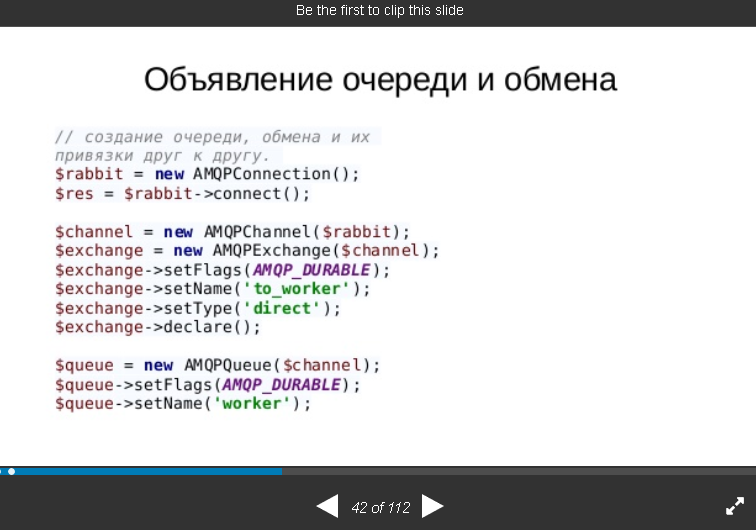 Be the first to clip this slide
Объявление очереди и обмена
// создание очереди, обмена и их
привязки друг к другу.
$rabbit = new AMQPConnection();
$res = $rabbit->connect();
$channel = new AMQPChannel($rabbit);
$exchange = new AMQPExchange($channel);
$exchange->setFlags(AMQP_DURABLE);
$exchange->setName('to_worker');
$exchange->setType('direct');
$exchange->declare();
$queue = new AMQPQueue($channel);
$queue->setFlags(AMQP_DURABLE);
$queue->setName('worker');
42 of 112